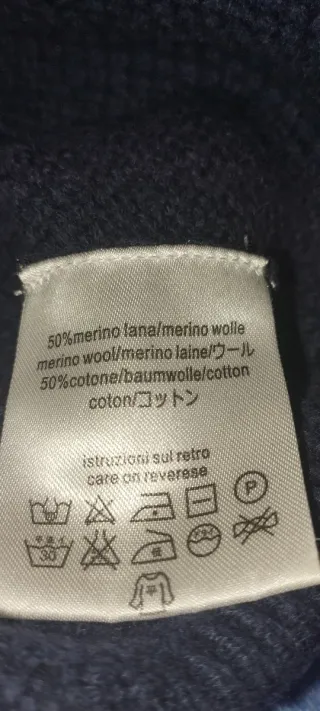 50%merino lana/merino wolle
merino wool/merino laine/ウール
50%cotone/baumwolle/cotton
coton/コットン
istruzioni sul retro
care on reverese
P
30
平